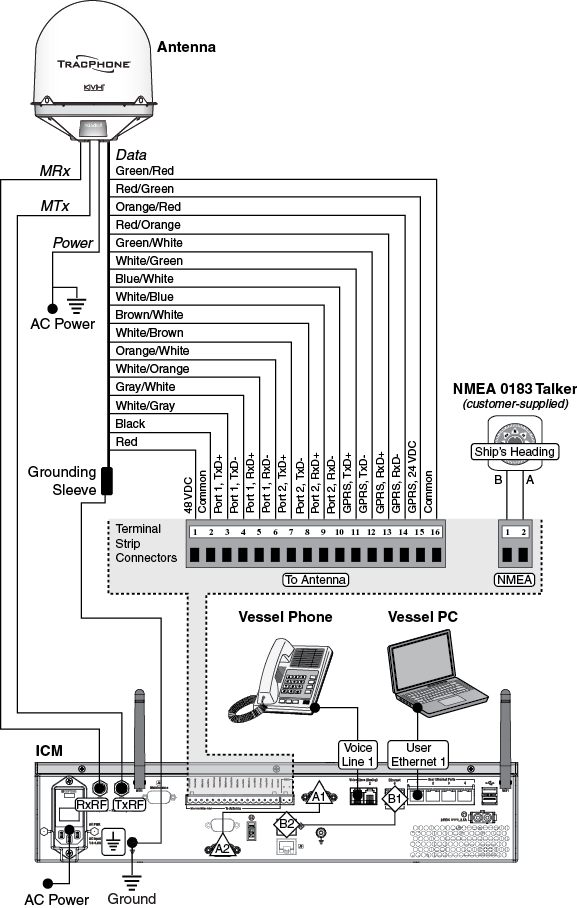 Antenna
TRACPHONE
KVH
MRx
MTx
Power
AC Power
Data
Green/Red
Red/Green
Orange/Red
Red/Orange
Green/White
White/Green
Blue/White
White/Blue
Brown/White
White/Brown
Orange/White
White/Orange
Gray/White
White/Gray
Black
Red
NMEA 0183 Talker
(customer-supplied)
Ship's Heading
B A
Grounding
Sleeve
48 VDC
Common
Port 1, TxD+
Port 1, TxD-
Port 1, RxD+
Port 1, RxD-
Port 2, TxD+
Port 2, TxD-
Port 2, RxD+
Port 2, RxD-
GPRS, TxD+
GPRS, TxD-
GPRS, RxD+
GPRS, RxD-
GPRS, 24 VDC
Common
Terminal
Strip
Connectors
1 2 3 4 5 6 7 8 9 10 11 12 13 14 15 16
1 2
To Antenna
NMEA
Vessel Phone
Vessel PC
Voice
Line 1
User
Ethernet 1
ICM
RxRF
TxRF
A1
B1
B2
A2
AC Power
Ground